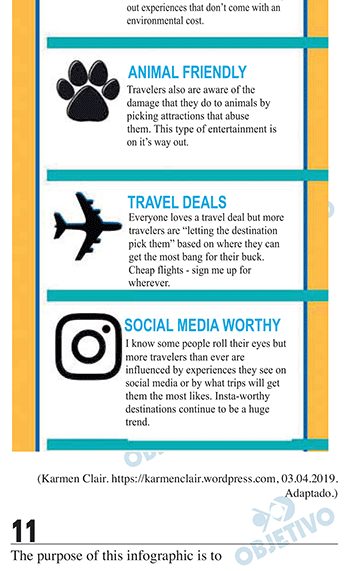 out experiences that don't come with an
environmental cost.
ANIMAL FRIENDLY
Travelers also are aware of the
damage that they do to animals by
picking attractions that abuse
them. This type of entertainment is
on it's way out.
TRAVEL DEALS
Everyone loves a travel deal but more
travelers are “letting the destination
pick them” based on where they can
get the most bang for their buck.
Cheap flights - sign me up for
wherever.
SOCIAL MEDIA WORTHY
I know some people roll their eyes but
more travelers than ever are
influenced by experiences they see on
social media or by what trips will get
them the most likes. Insta-worthy
destinations continue to be a huge
trend.
(Karmen Clair. https://karmenclair.wordpress.com, 03.04.2019.
Adaptado.)
OBJETIVO
11
The purpose of this infographic is to